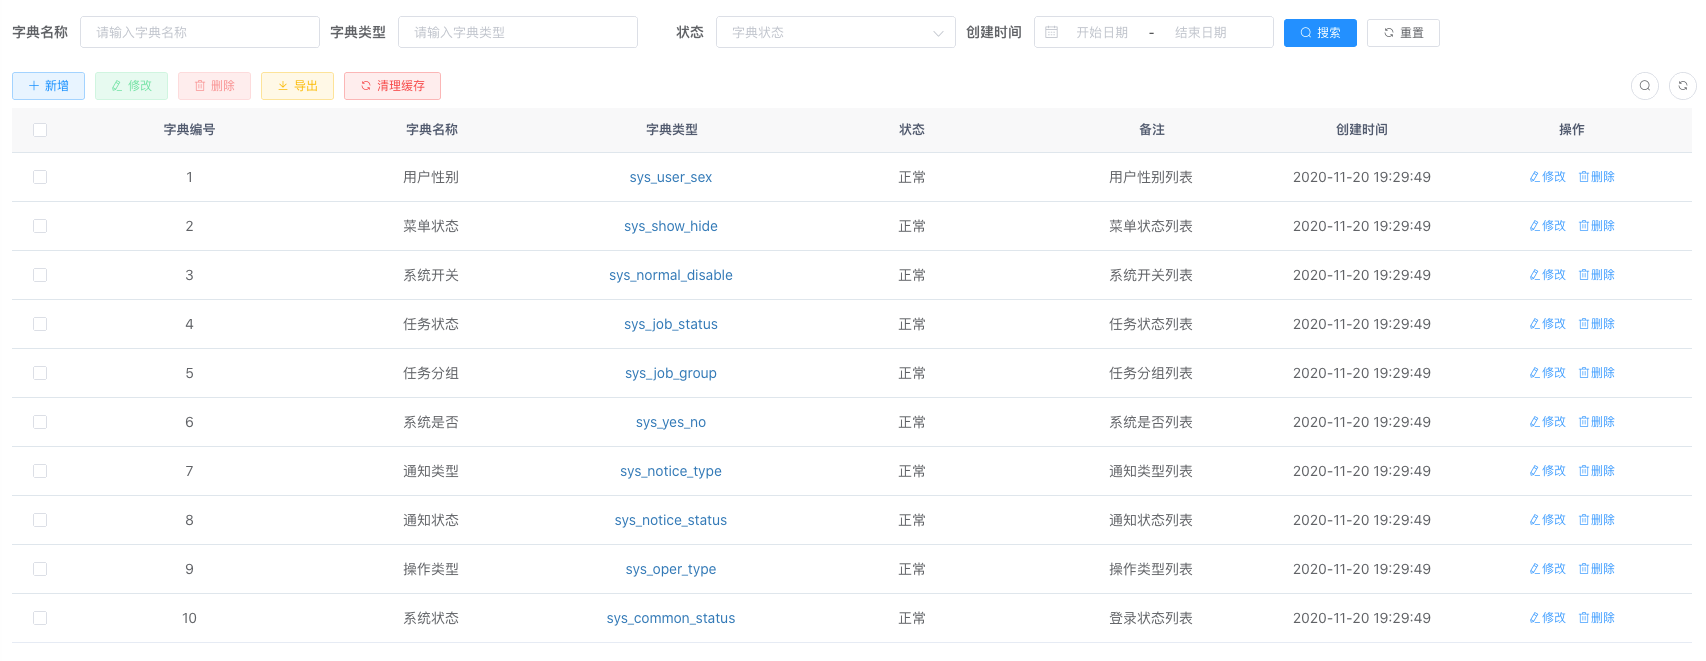 字典名称 请输入字典名称 字典类型 请输入字典类型 状态 字典状态 创建时间 开始日期 - 结束日期 搜索 重置
新增 修改 删除 导出 清理缓存
字典编号 字典名称 字典类型 状态 备注 创建时间 操作
1 用户性别 sys_user_sex 正常 用户性别列表 2020-11-20 19:29:49 修改 删除
2 菜单状态 sys_show_hide 正常 菜单状态列表 2020-11-20 19:29:49 修改 删除
3 系统开关 sys_normal_disable 正常 系统开关列表 2020-11-20 19:29:49 修改 删除
4 任务状态 sys_job_status 正常 任务状态列表 2020-11-20 19:29:49 修改 删除
5 任务分组 sys_job_group 正常 任务分组列表 2020-11-20 19:29:49 修改 删除
6 系统是否 sys_yes_no 正常 系统是否列表 2020-11-20 19:29:49 修改 删除
7 通知类型 sys_notice_type 正常 通知类型列表 2020-11-20 19:29:49 修改 删除
8 通知状态 sys_notice_status 正常 通知状态列表 2020-11-20 19:29:49 修改 删除
9 操作类型 sys_oper_type 正常 操作类型列表 2020-11-20 19:29:49 修改 删除
10 系统状态 sys_common_status 正常 登录状态列表 2020-11-20 19:29:49 修改 删除